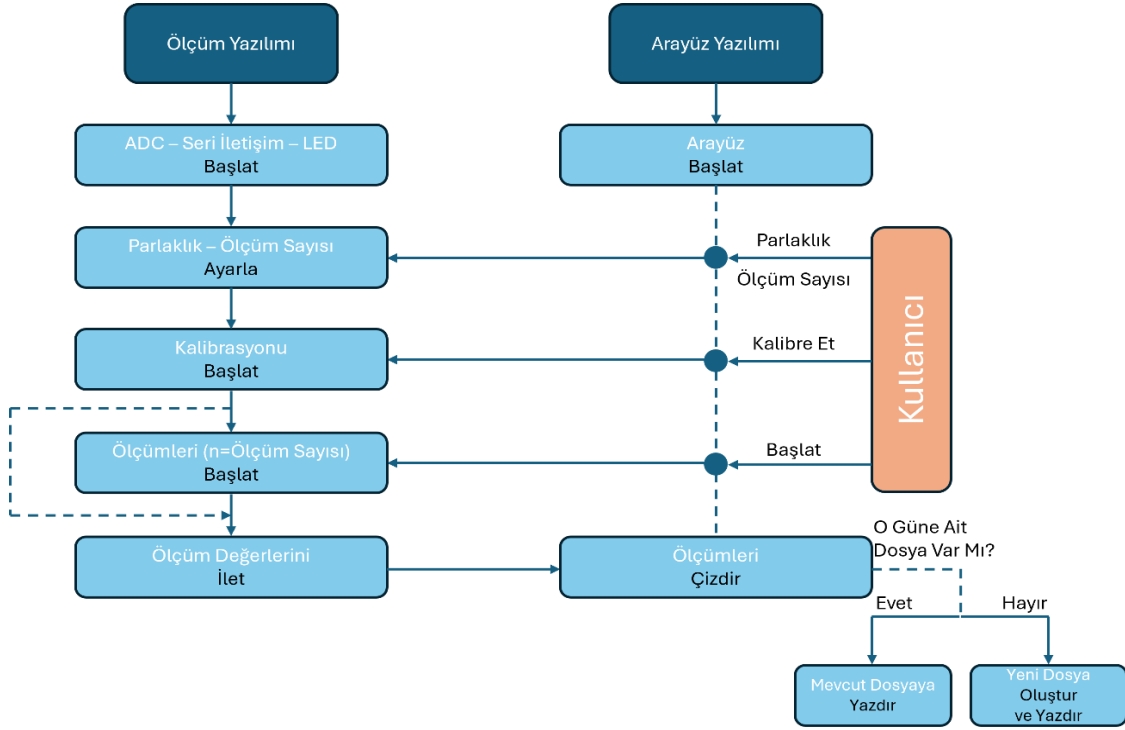 Ölçüm Yazılımı
Arayüz Yazılımı
ADC – Seri İletişim – LED
Başlat
Arayüz
Başlat
Parlaklık – Ölçüm Sayısı
Ayarla
Parlaklık
Ölçüm Sayısı
Kullanıcı
Kalibrasyonu
Başlat
Kalibre Et
Ölçümleri (n=Ölçüm Sayısı)
Başlat
Başlat
Ölçüm Değerlerini
İlet
Ölçümleri
Çizdir
O Güne Ait
Dosya Var Mı?
Evet
Hayır
Mevcut Dosyaya
Yazdır
Yeni Dosya
Oluştur
ve Yazdır